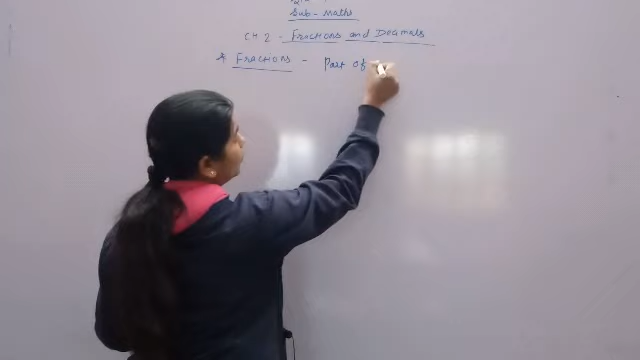 Sub - Maths
CH 2 - Fractions and Decimals
* Fractions - Part of